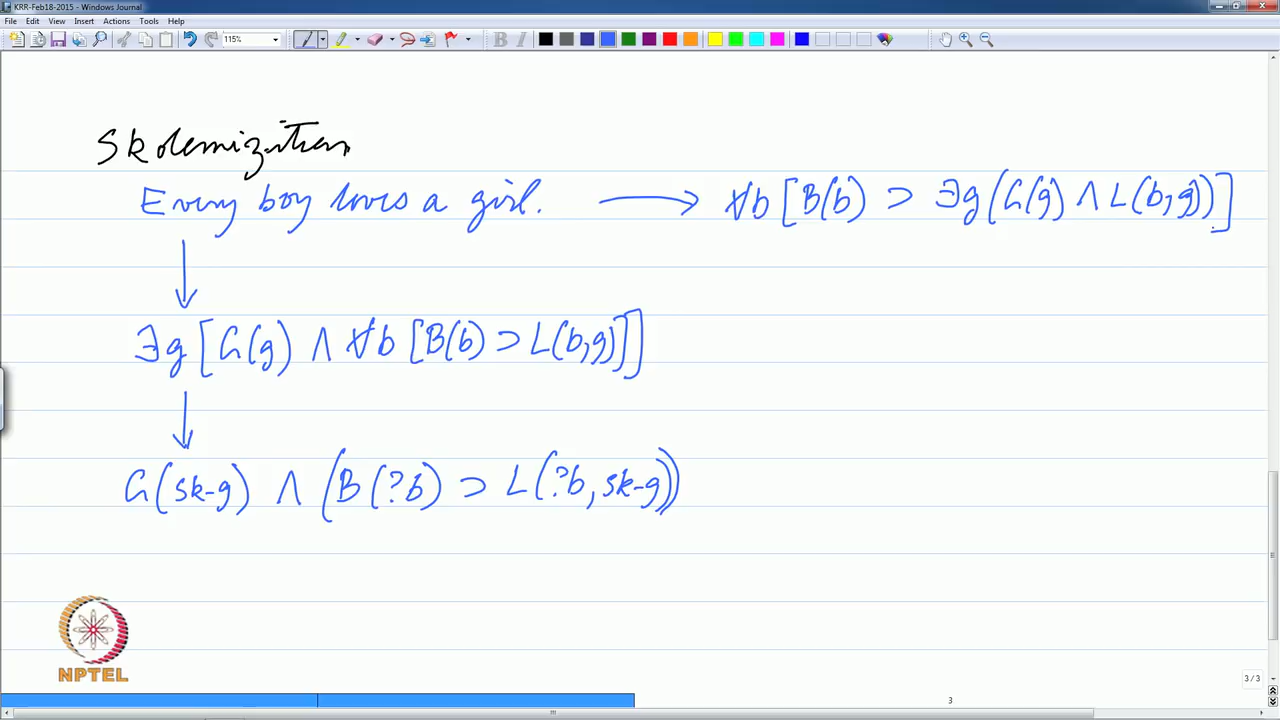 KRR-Feb18-2015 - Windows Journal
File Edit View Insert Actions Tools Help
115%
B I
Skolemization
Every boy loves a girl. → ∀b [B(b) ⊃ ∃g(G(g) ∧ L(b,g))]
↓
∃g[G(g) ∧ ∀b [B(b) ⊃ L(b,g)]]
↓
G(sk-g) ∧ (B(?b) ⊃ L(?b, sk-g))
NPTEL
3/3
3